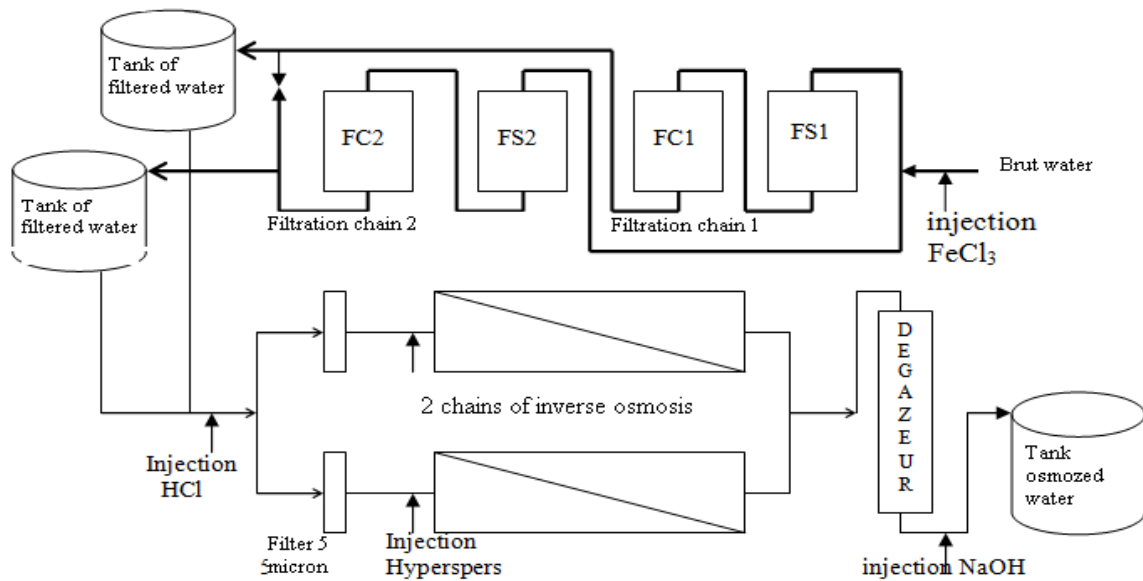 Tank of
filtered water
FC2
FS2
FC1
FS1
Brut water
Tank of
filtered water
Filtration chain 2
Filtration chain 1
injection
FeCl₃
DEGAZEUR
2 chains of inverse osmosis
Injection
HCl
Tank
osmozed
water
Filter 5
5micron
Injection
Hyperspers
injection NaOH